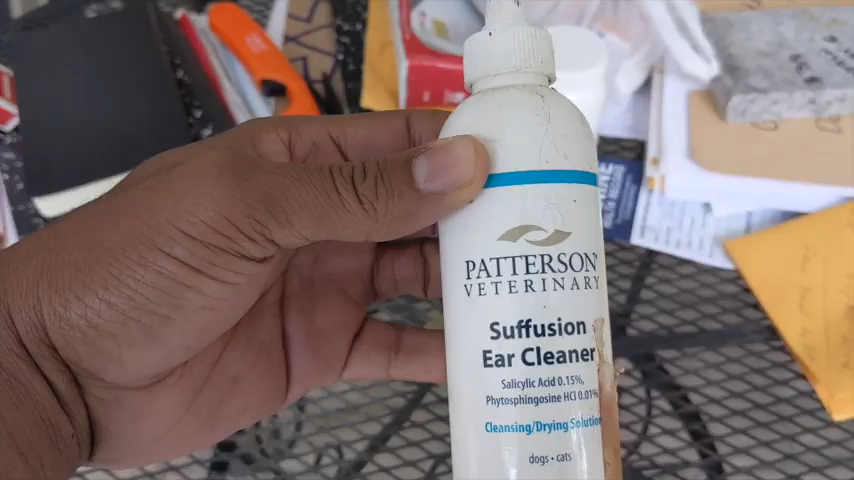 PATTERSON
VETERINARY
Suffusion
Ear Cleaner
Salicylic Acid 0.15%,
Phytosphingosine HCl 0.01%
Cleansing/Drying Solution
dogs • cats